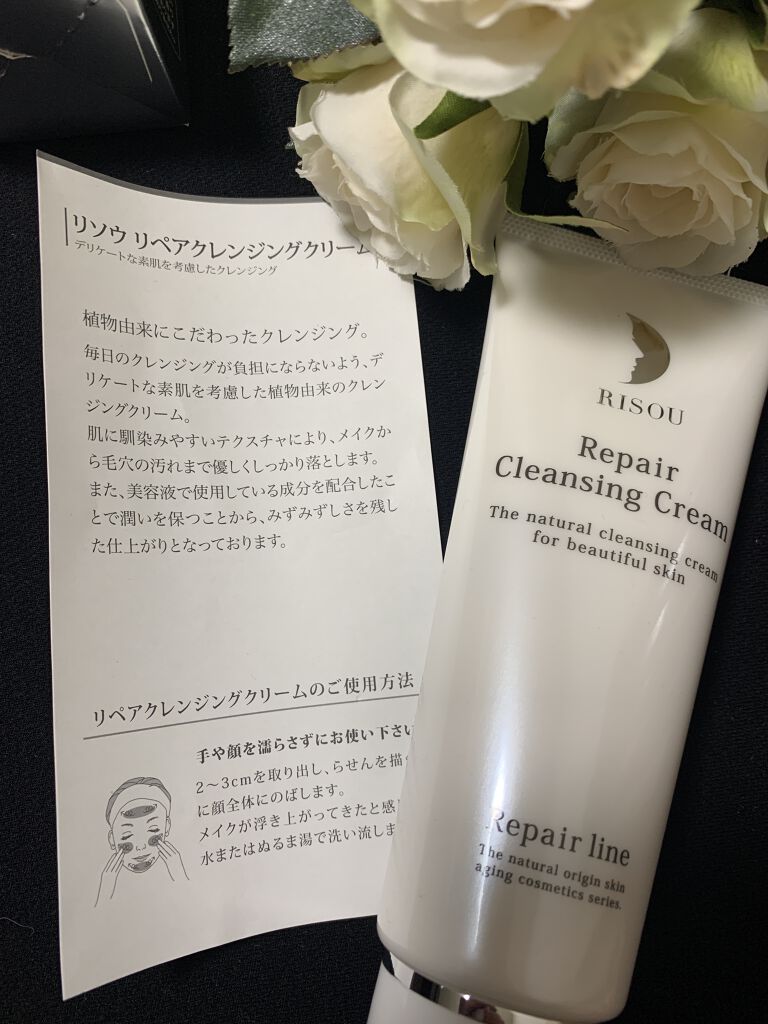 リソウ リペアクレンジングクリーム
デリケートな素肌を考慮したクレンジング
植物由来にこだわったクレンジング。
毎日のクレンジングが負担にならないよう、デ
リケートな素肌を考慮した植物由来のクレン
ジングクリーム。
肌に馴染みやすいテクスチャにより、メイクか
ら毛穴の汚れまで優しくしっかり落とします。
また、美容液で使用している成分を配合したこ
とで潤いを保つことから、みずみずしさを残し
た仕上がりとなっております。
リペアクレンジングクリームのご使用方法
手や顔を濡らさずにお使い下さい
2〜3cmを取り出し、らせんを描
に顔全体にのばします。
メイクが浮き上がってきたと感
水またはぬるま湯で洗い流しま
RISOU
Repair
Cleansing Cream
The natural cleansing cream
for beautiful skin
Repair line
The natural origin skin
aging cosmetics series.